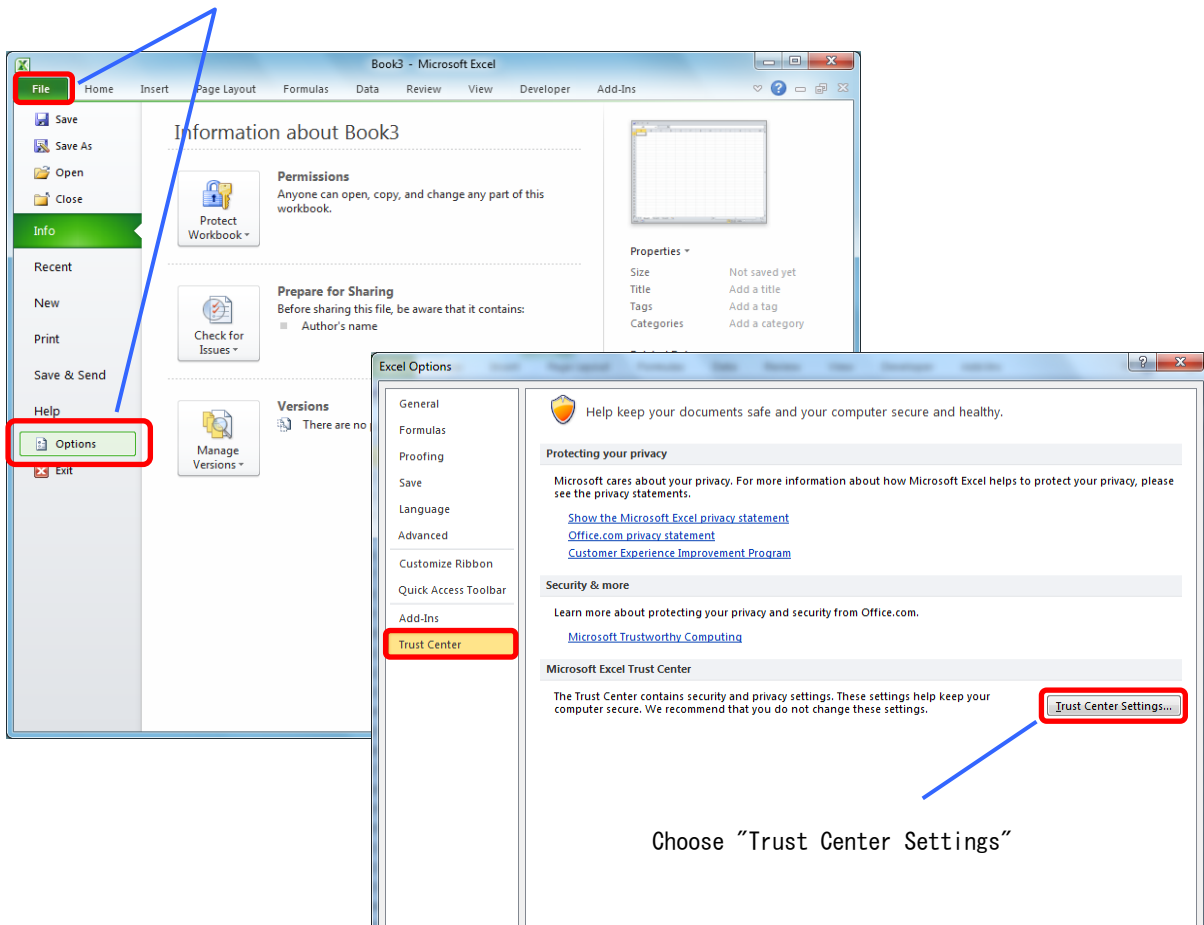 Book3 - Microsoft Excel
File Home Insert Page Layout Formulas Data Review View Developer Add-Ins
Save
Save As
Open
Close
Info
Recent
New
Print
Save & Send
Help
Options
Exit
Information about Book3
Protect
Workbook
Permissions
Anyone can open, copy, and change any part of this
workbook.
Check for
Issues
Prepare for Sharing
Before sharing this file, be aware that it contains:
Author's name
Manage
Versions
Versions
There are no
Properties
Size Not saved yet
Title Add a title
Tags Add a tag
Categories Add a category
Excel Options
General
Formulas
Proofing
Save
Language
Advanced
Customize Ribbon
Quick Access Toolbar
Add-Ins
Trust Center
Help keep your documents safe and your computer secure and healthy.
Protecting your privacy
Microsoft cares about your privacy. For more information about how Microsoft Excel helps to protect your privacy, please
see the privacy statements.
Show the Microsoft Excel privacy statement
Office.com privacy statement
Customer Experience Improvement Program
Security & more
Learn more about protecting your privacy and security from Office.com.
Microsoft Trustworthy Computing
Microsoft Excel Trust Center
The Trust Center contains security and privacy settings. These settings help keep your
computer secure. We recommend that you do not change these settings.
Trust Center Settings...
Choose "Trust Center Settings"